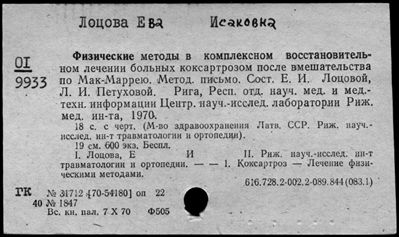 Лоцова Ева Исаковна
ОІ
9933
Физические методы в комплексном восстановитель-
ном лечении больных коксартрозом после вмешательства
по Мак-Маррею. Метод. письмо. Сост. Е. И. Лоцовой,
Л. И. Петуховой. Рига, Респ. отд. науч. мед. и мед.-
техн. информации Центр. науч.-исслед. лаборатории Риж.
мед. ин-та, 1970.
18 с. с черт. (М-во здравоохранения Латв. ССР. Риж. науч.-
исслед. ин-т травматологии и ортопедии).
19 см. 600 экз. Беспл.
I. Лоцова, Е И II. Риж. науч.-исслед. ин-т
травматологии и ортопедии. — — 1. Коксартроз — Лечение физи-
ческими методами.
616.728.2-002.2-089.844 (083.1)
ГК № 31712 [70-54180] оп 22
40 № 1847
Вс. кн. пал. 7 X 70 Ф505